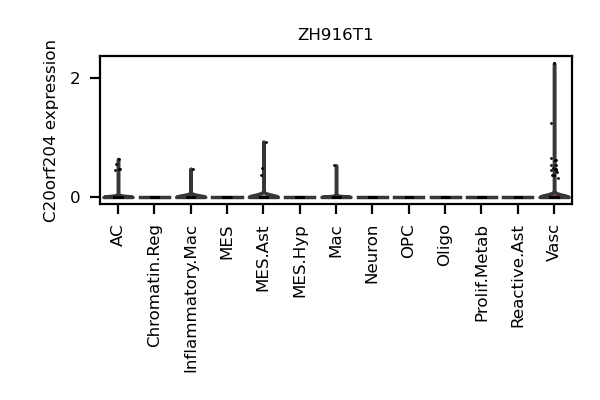 ZH916T1
C20orf204 expression
2
0
AC
Chromatin.Reg
Inflammatory.Mac
MES
MES.Ast
MES.Hyp
Mac
Neuron
OPC
Oligo
Prolif.Metab
Reactive.Ast
Vasc